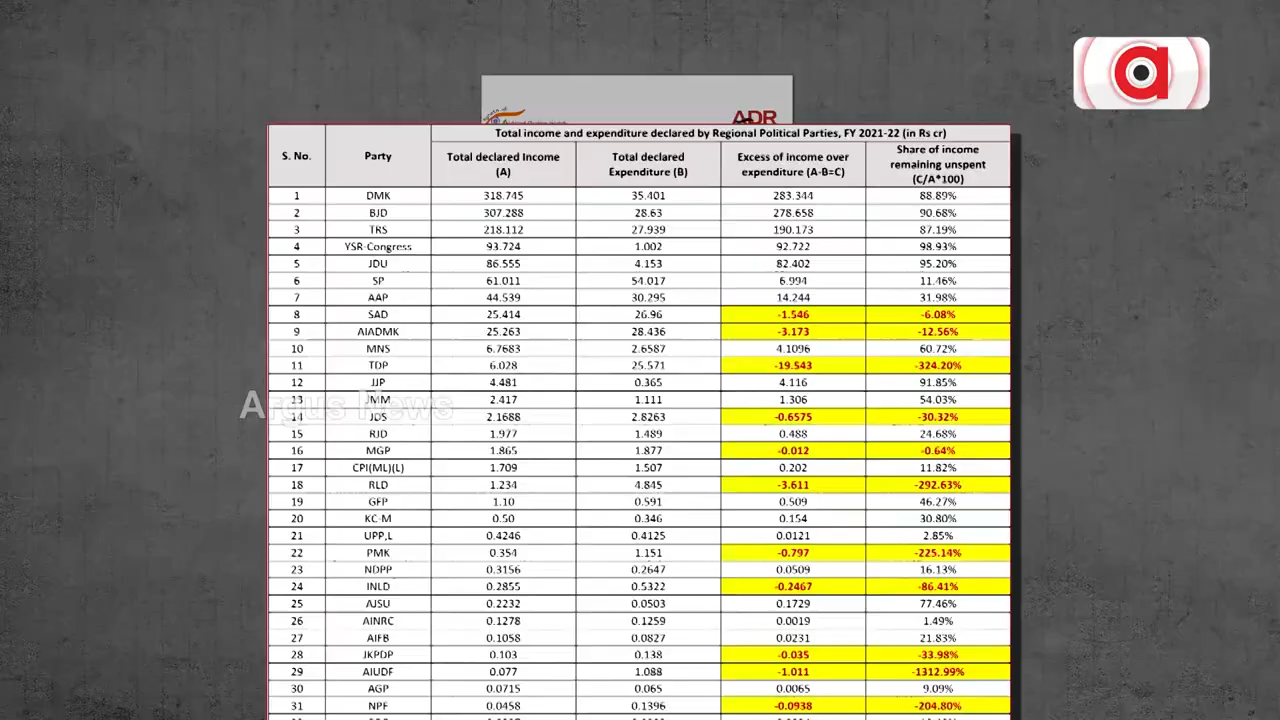 a
ADR
Total income and expenditure declared by Regional Political Parties, FY 2021-22 (in Rs cr)
S. No. Party Total declared Income (A) Total declared Expenditure (B) Excess of income over expenditure (A-B=C) Share of income remaining unspent (C/A*100)
1 DMK 318.745 35.401 283.344 88.89%
2 BJD 307.288 28.63 278.658 90.68%
3 TRS 218.112 27.939 190.173 87.19%
4 YSR-Congress 93.724 1.002 92.722 98.93%
5 JDU 86.555 4.153 82.402 95.20%
6 SP 61.011 54.017 6.994 11.46%
7 AAP 44.539 30.295 14.244 31.98%
8 SAD 25.414 26.96 -1.546 -6.08%
9 AIADMK 25.263 28.436 -3.173 -12.56%
10 MNS 6.7683 2.6587 4.1096 60.72%
11 TDP 6.028 25.571 -19.543 -324.20%
12 JJP 4.481 0.365 4.116 91.85%
13 JMM 2.417 1.111 1.306 54.03%
Argus News
14 JDS 2.1688 2.8263 -0.6575 -30.32%
15 RJD 1.977 1.489 0.488 24.68%
16 MGP 1.865 1.877 -0.012 -0.64%
17 CPI(ML)(L) 1.709 1.507 0.202 11.82%
18 RLD 1.234 4.845 -3.611 -292.63%
19 GFP 1.10 0.591 0.509 46.27%
20 KC-M 0.50 0.346 0.154 30.80%
21 UPP,L 0.4246 0.4125 0.0121 2.85%
22 PMK 0.354 1.151 -0.797 -225.14%
23 NDPP 0.3156 0.2647 0.0509 16.13%
24 INLD 0.2855 0.5322 -0.2467 -86.41%
25 AJSU 0.2232 0.0503 0.1729 77.46%
26 AINRC 0.1278 0.1259 0.0019 1.49%
27 AIFB 0.1058 0.0827 0.0231 21.83%
28 JKPDP 0.103 0.138 -0.035 -33.98%
29 AIUDF 0.077 1.088 -1.011 -1312.99%
30 AGP 0.0715 0.065 0.0065 9.09%
31 NPF 0.0458 0.1396 -0.0938 -204.80%